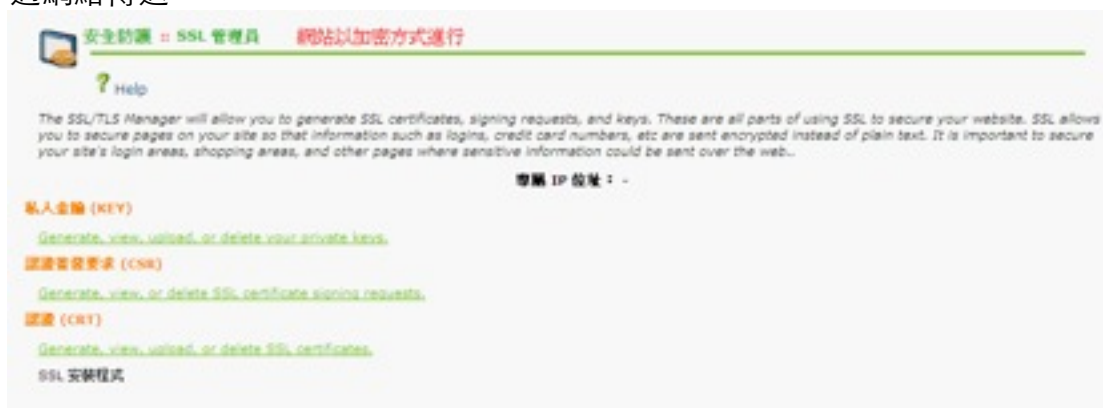 安全防護 :: SSL 管理員 網站以加密方式進行
Help
The SSL/TLS Manager will allow you to generate SSL certificates, signing requests, and keys. These are all parts of using SSL to secure your website. SSL allows
you to secure pages on your site so that information such as logins, credit card numbers, etc are sent encrypted instead of plain text. It is important to secure
your site's login areas, shopping areas, and other pages where sensitive information could be sent over the web..
專屬 IP 位址： -
私人金鑰 (KEY)
Generate, view, upload, or delete your private keys.
認證簽發要求 (CSR)
Generate, view, or delete SSL certificate signing requests.
認證 (CRT)
Generate, view, upload, or delete SSL certificates.
SSL 安裝程式